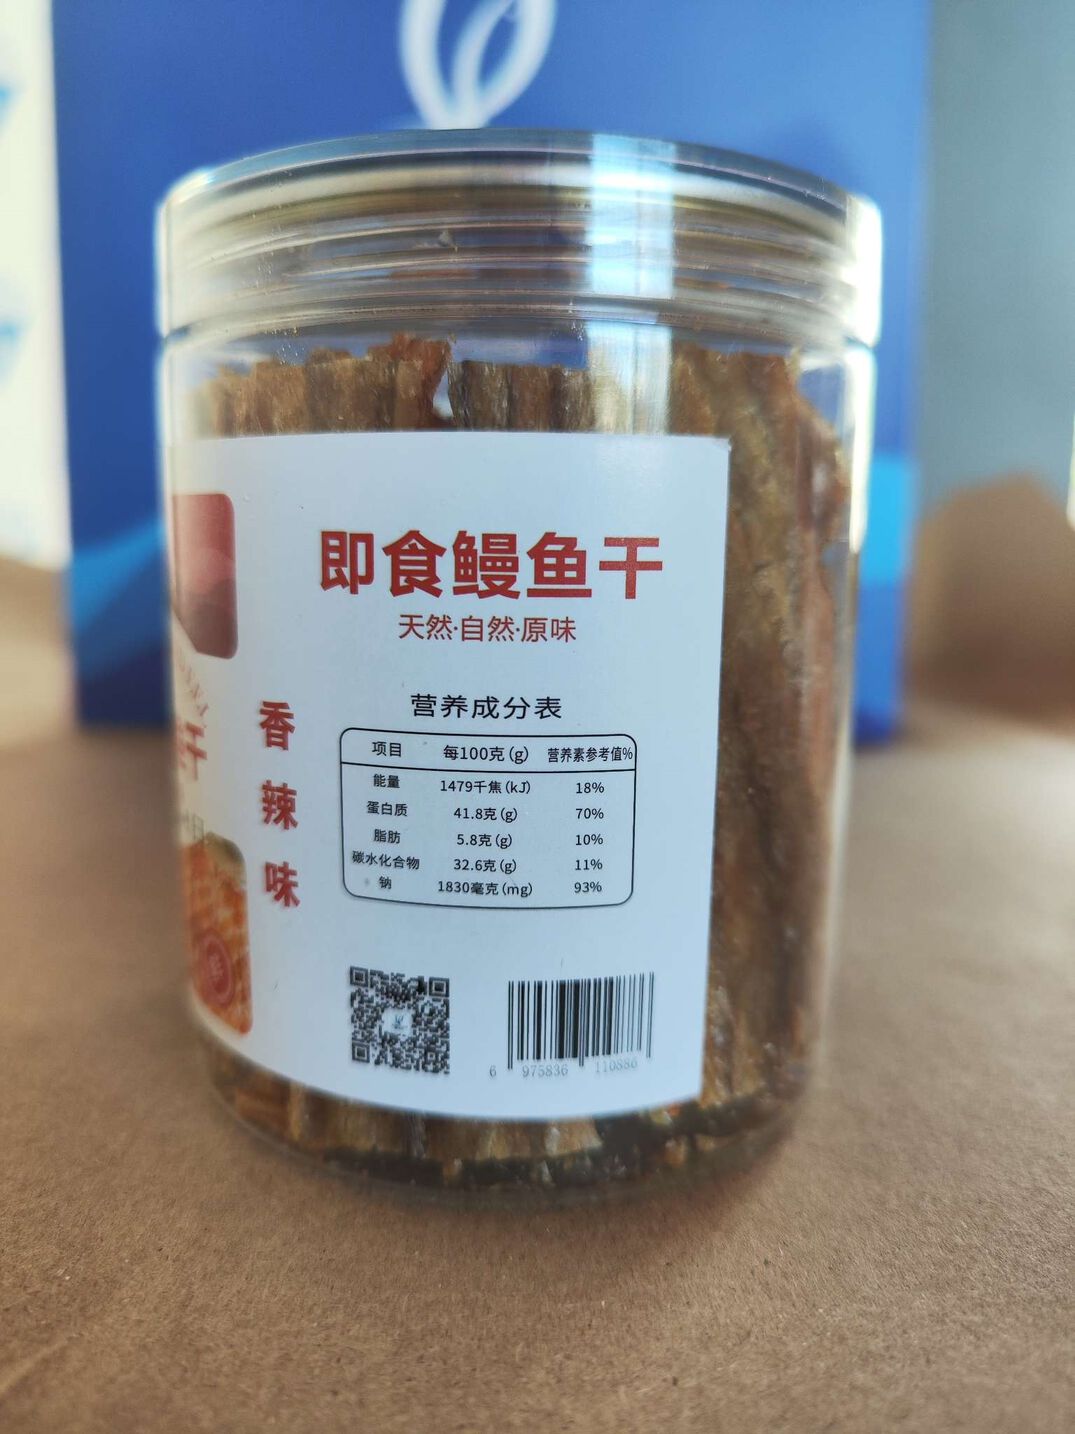 即食鳗鱼干
天然·自然·原味
香辣味
营养成分表
项目 每100克(g) 营养素参考值%
能量 1479千焦(kJ) 18%
蛋白质 41.8克(g) 70%
脂肪 5.8克(g) 10%
碳水化合物 32.6克(g) 11%
钠 1830毫克(mg) 93%
6 975836 110886
干